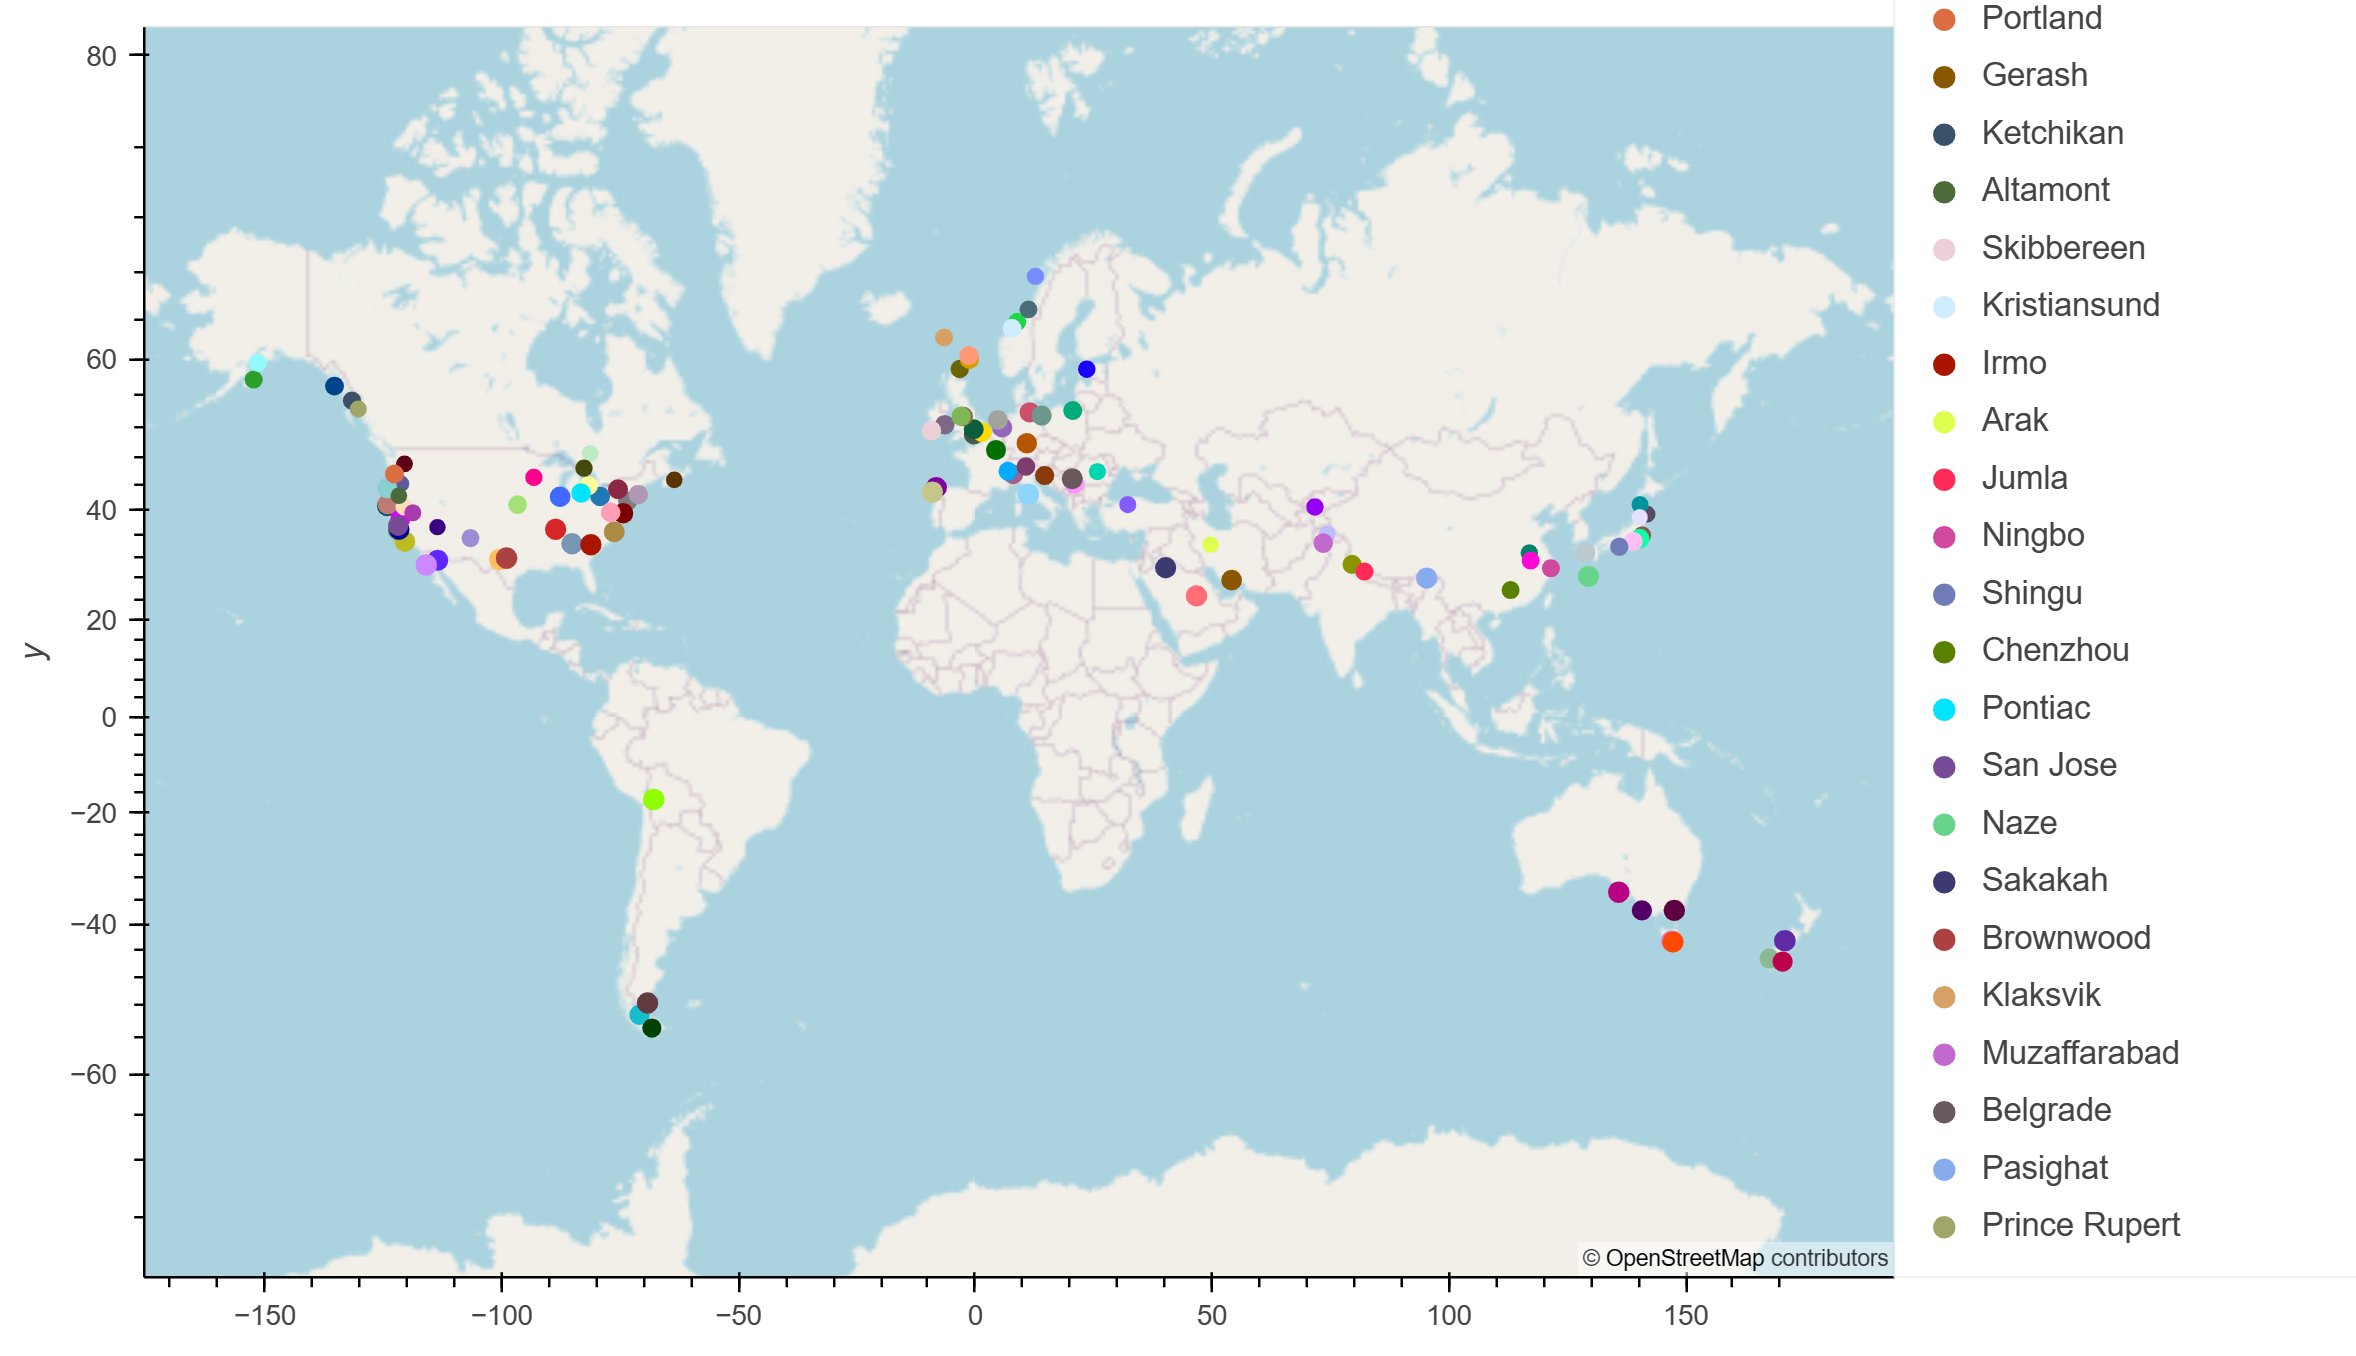 80
60
40
20
0
−20
−40
−60
y
−150
−100
−50
0
50
100
150
© OpenStreetMap contributors
Portland
Gerash
Ketchikan
Altamont
Skibbereen
Kristiansund
Irmo
Arak
Jumla
Ningbo
Shingu
Chenzhou
Pontiac
San Jose
Naze
Sakakah
Brownwood
Klaksvik
Muzaffarabad
Belgrade
Pasighat
Prince Rupert